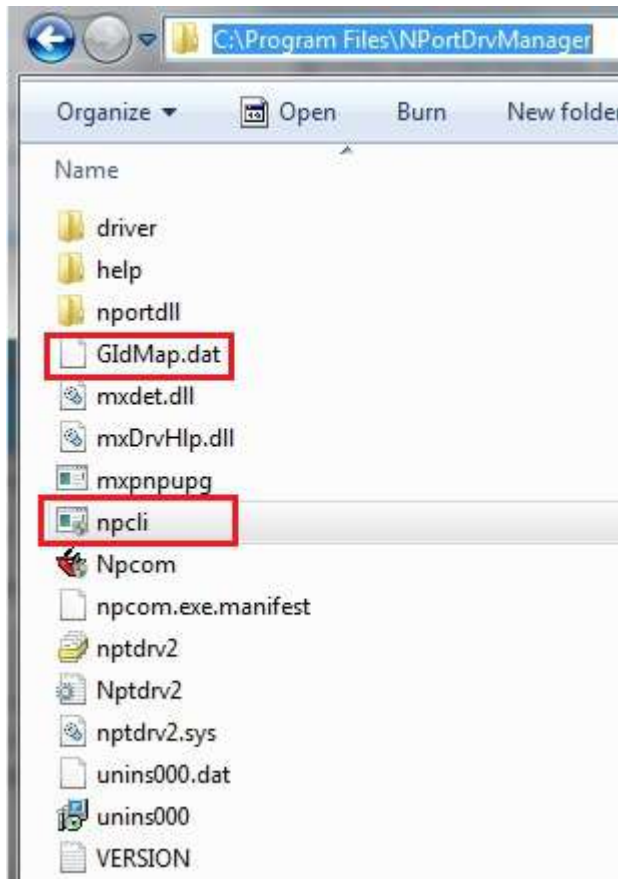 C:\Program Files\NPortDrvManager
Organize Open Burn New folder
Name
driver
help
nportdll
GIdMap.dat
mxdet.dll
mxDrvHlp.dll
mxpnpupg
npcli
Npcom
npcom.exe.manifest
nptdrv2
Nptdrv2
nptdrv2.sys
unins000.dat
unins000
VERSION